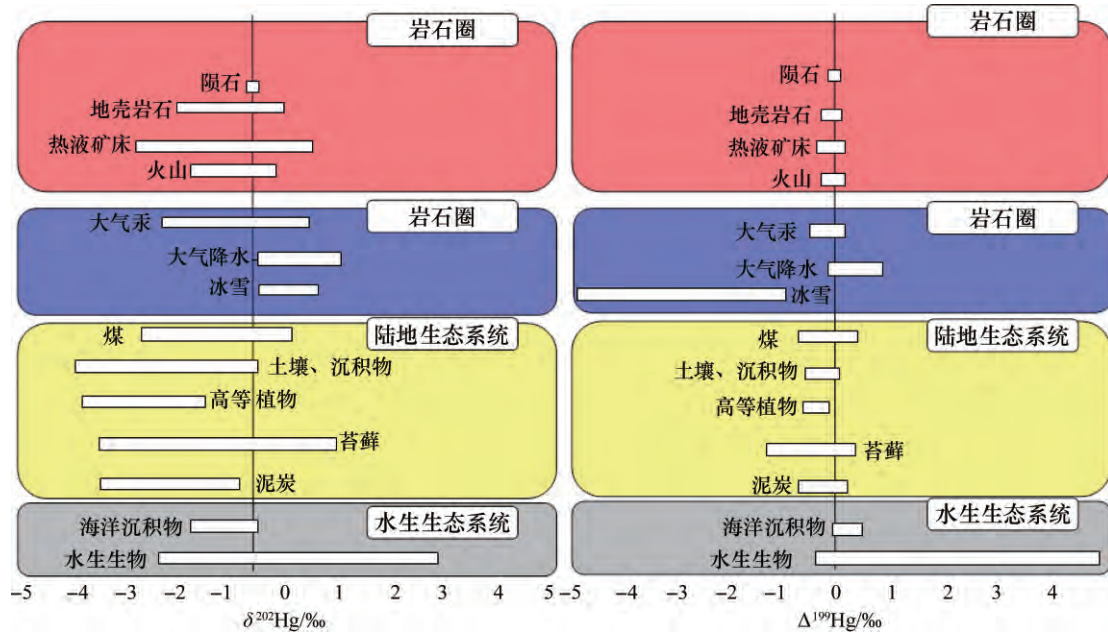 岩石圈
陨石
地壳岩石
热液矿床
火山
岩石圈
大气汞
大气降水
冰雪
陆地生态系统
煤
土壤、沉积物
高等植物
苔藓
泥炭
水生生态系统
海洋沉积物
水生生物
-5 -4 -3 -2 -1 0 1 2 3 4 5
δ²⁰²Hg/‰
岩石圈
陨石
地壳岩石
热液矿床
火山
岩石圈
大气汞
大气降水
冰雪
陆地生态系统
煤
土壤、沉积物
高等植物
苔藓
泥炭
水生生态系统
海洋沉积物
水生生物
-5 -4 -3 -2 -1 0 1 2 3 4
Δ¹⁹⁹Hg/‰